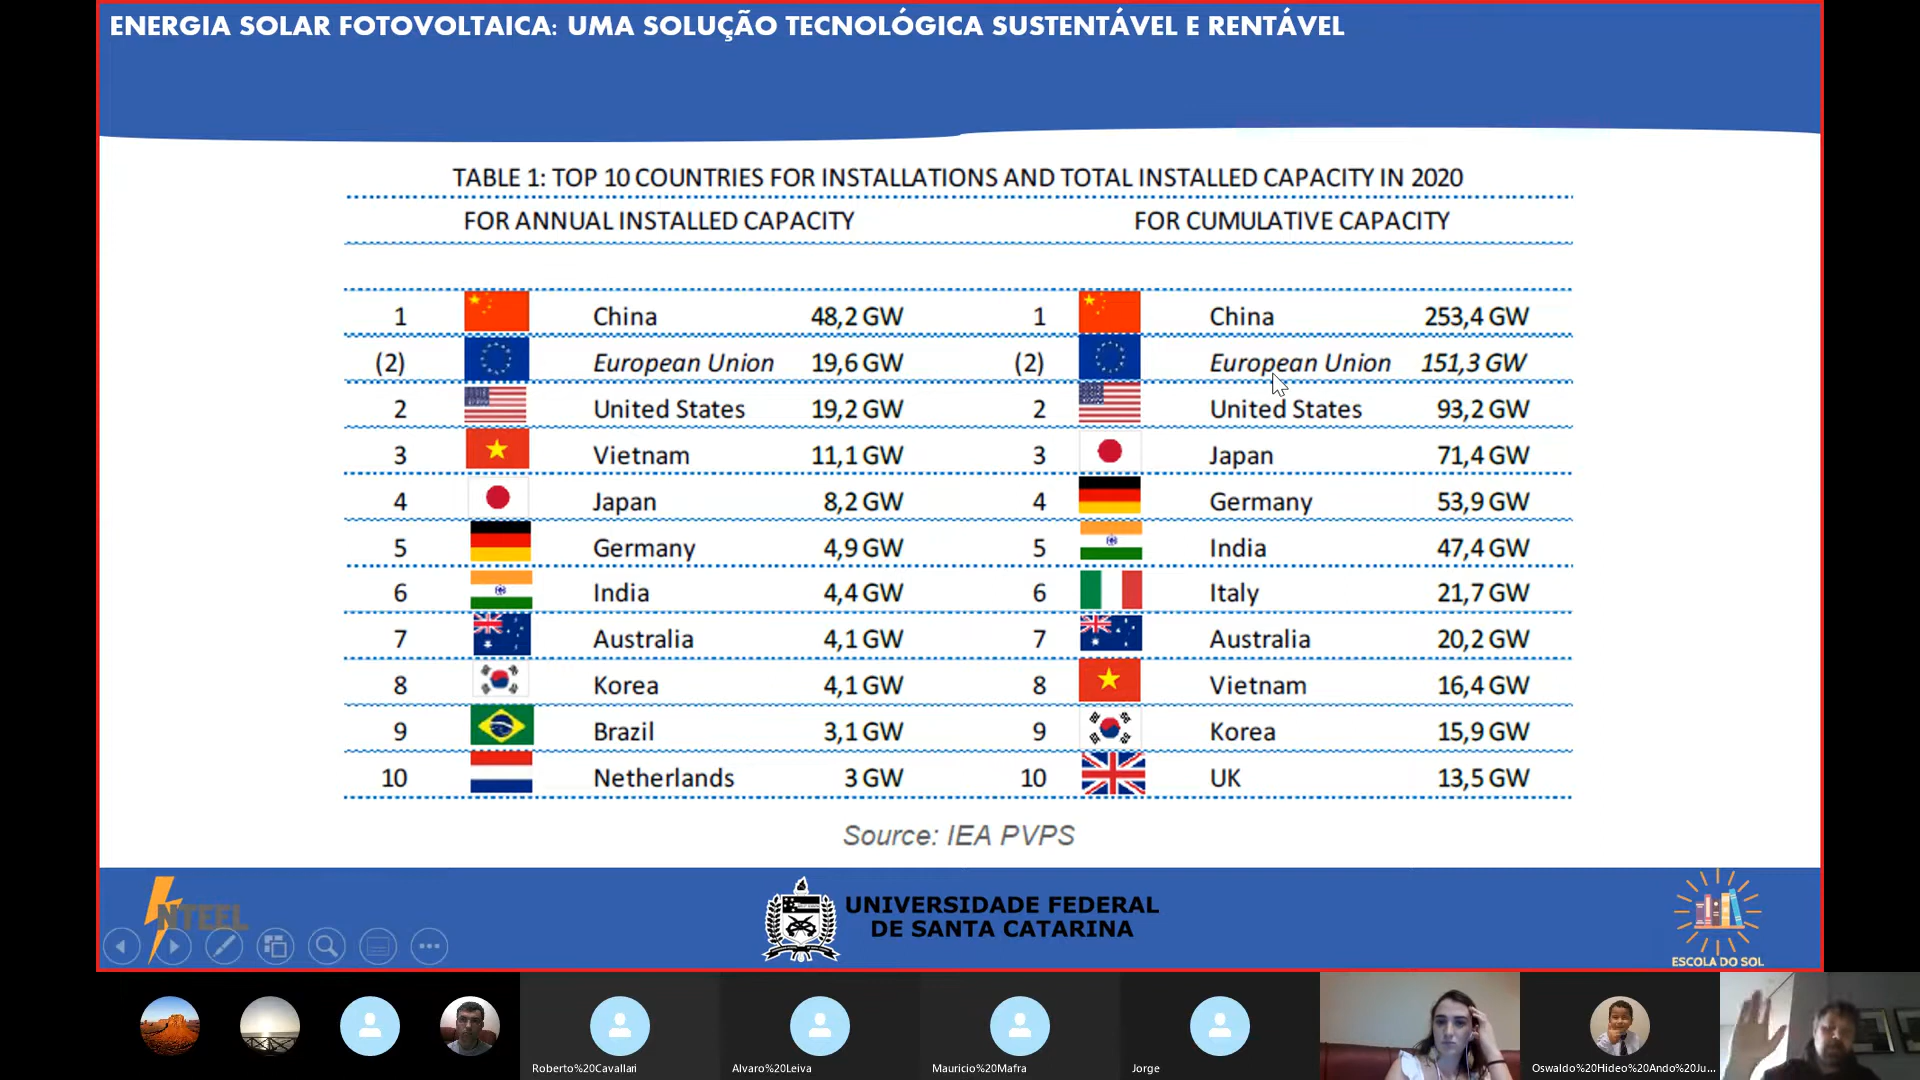 ENERGIA SOLAR FOTOVOLTAICA: UMA SOLUÇÃO TECNOLÓGICA SUSTENTÁVEL E RENTÁVEL
TABLE 1: TOP 10 COUNTRIES FOR INSTALLATIONS AND TOTAL INSTALLED CAPACITY IN 2020
FOR ANNUAL INSTALLED CAPACITY FOR CUMULATIVE CAPACITY
1 China 48,2 GW 1 China 253,4 GW
(2) European Union 19,6 GW (2) European Union 151,3 GW
2 United States 19,2 GW 2 United States 93,2 GW
3 Vietnam 11,1 GW 3 Japan 71,4 GW
4 Japan 8,2 GW 4 Germany 53,9 GW
5 Germany 4,9 GW 5 India 47,4 GW
6 India 4,4 GW 6 Italy 21,7 GW
7 Australia 4,1 GW 7 Australia 20,2 GW
8 Korea 4,1 GW 8 Vietnam 16,4 GW
9 Brazil 3,1 GW 9 Korea 15,9 GW
10 Netherlands 3 GW 10 UK 13,5 GW
Source: IEA PVPS
NTEEL
UNIVERSIDADE FEDERAL
DE SANTA CATARINA
ESCOLA DO SOL
Roberto%20Cavallari
Alvaro%20Leiva
Mauricio%20Mafra
Jorge
Oswaldo%20Hideo%20Ando%20Ju...